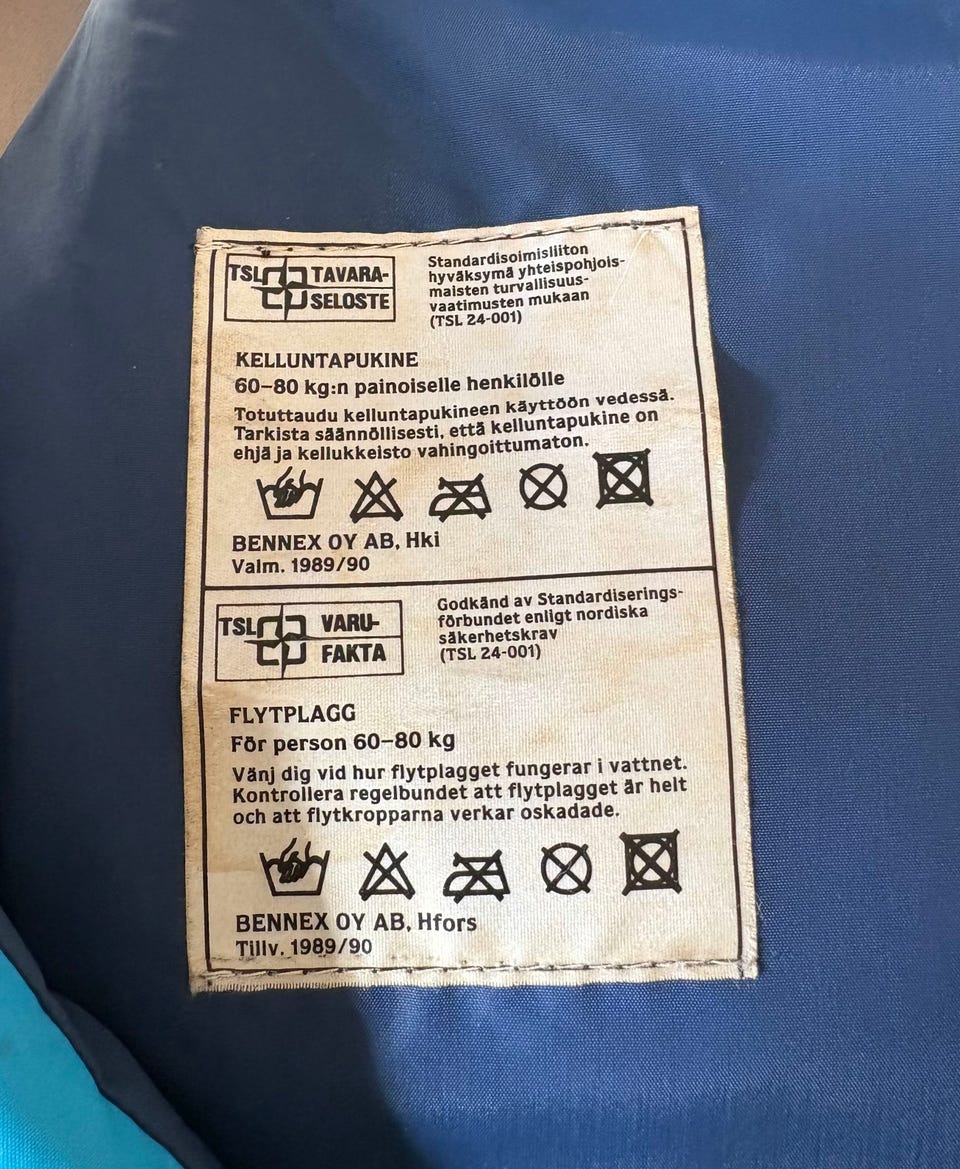 TSL TAVARA-
SELOSTE
Standardisoimisliiton
hyväksymä yhteispohjois-
maisten turvallisuus-
vaatimusten mukaan
(TSL 24-001)
KELLUNTAPUKINE
60–80 kg:n painoiselle henkilölle
Totuttaudu kelluntapukineen käyttöön vedessä.
Tarkista säännöllisesti, että kelluntapukine on
ehjä ja kellukkeisto vahingoittumaton.
BENNEX OY AB, Hki
Valm. 1989/90
TSL VARU-
FAKTA
Godkänd av Standardiserings-
förbundet enligt nordiska
säkerhetskrav
(TSL 24-001)
FLYTPLAGG
För person 60–80 kg
Vänj dig vid hur flytplagget fungerar i vattnet.
Kontrollera regelbundet att flytplagget är helt
och att flytkropparna verkar oskadade.
BENNEX OY AB, Hfors
Tillv. 1989/90